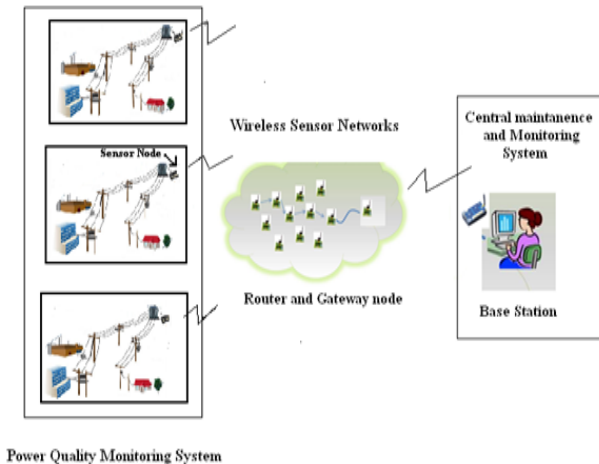 Sensor Node
Wireless Sensor Networks
Router and Gateway node
Central maintanence
and Monitoring
System
Base Station
Power Quality Monitoring System